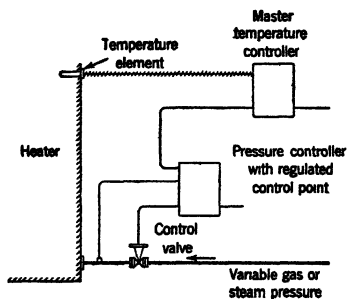 Master
temperature
controller
Temperature
element
Heater
Pressure controller
with regulated
control point
Control
valve
Variable gas or
steam pressure